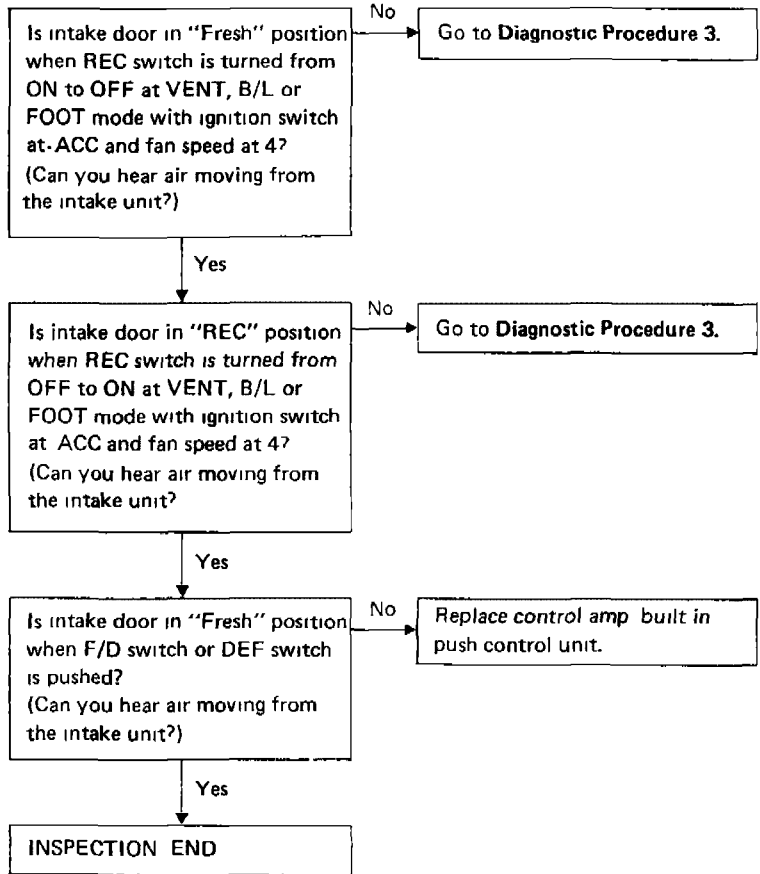 Is intake door in "Fresh" position
when REC switch is turned from
ON to OFF at VENT, B/L or
FOOT mode with ignition switch
at ACC and fan speed at 4?
(Can you hear air moving from
the intake unit?)
No
Go to Diagnostic Procedure 3.
Yes
Is intake door in "REC" position
when REC switch is turned from
OFF to ON at VENT, B/L or
FOOT mode with ignition switch
at ACC and fan speed at 4?
(Can you hear air moving from
the intake unit?
No
Go to Diagnostic Procedure 3.
Yes
Is intake door in "Fresh" position
when F/D switch or DEF switch
is pushed?
(Can you hear air moving from
the intake unit?)
No
Replace control amp built in
push control unit.
Yes
INSPECTION END